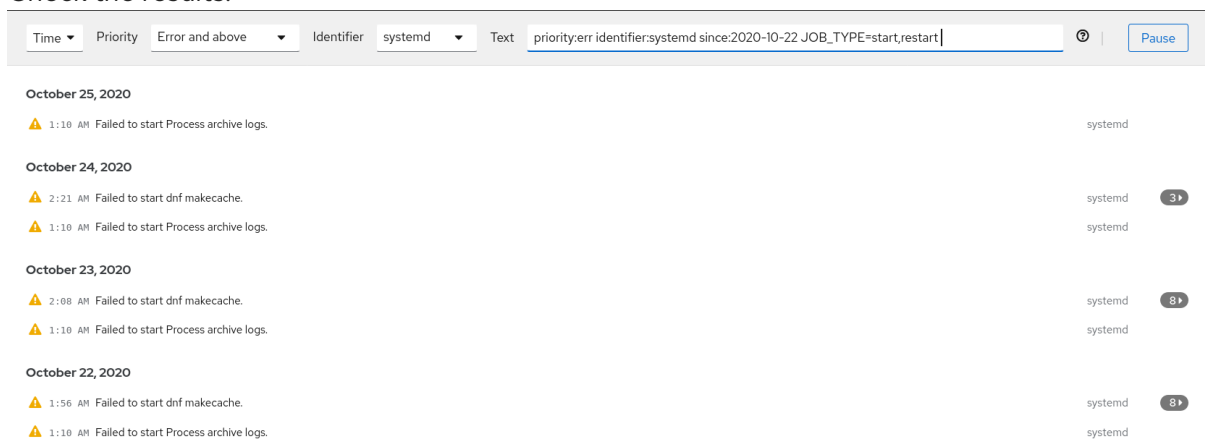 Time Priority Error and above Identifier systemd Text priority:err identifier:systemd since:2020-10-22 JOB_TYPE=start,restart Pause
October 25, 2020
1:10 AM Failed to start Process archive logs. systemd
October 24, 2020
2:21 AM Failed to start dnf makecache. systemd 3
1:10 AM Failed to start Process archive logs. systemd
October 23, 2020
2:08 AM Failed to start dnf makecache. systemd 8
1:10 AM Failed to start Process archive logs. systemd
October 22, 2020
1:56 AM Failed to start dnf makecache. systemd 8
1:10 AM Failed to start Process archive logs. systemd